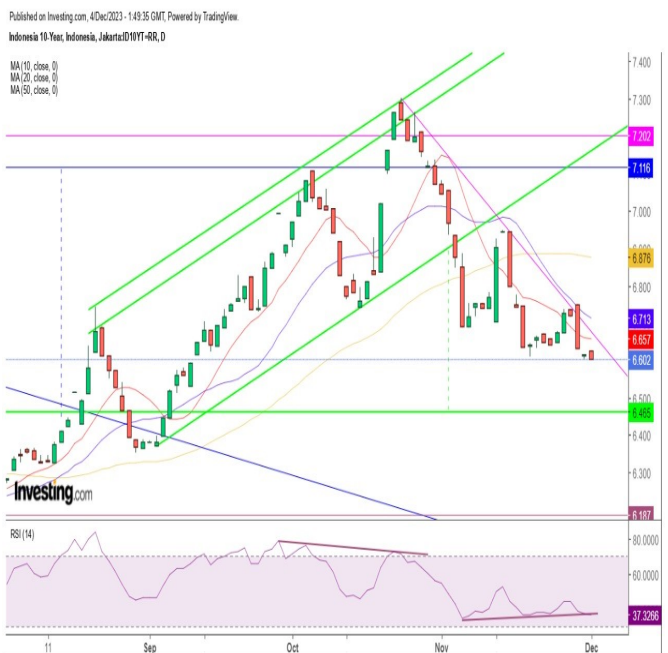 Published on Investing.com, 4/Dec/2023 - 1:49:35 GMT, Powered by TradingView.
Indonesia 10-Year, Indonesia, Jakarta:ID10YT=RR, D
MA (10, close, 0)
MA (20, close, 0)
MA (50, close, 0)
7.400
7.300
7.202
7.116
7.000
6.876
6.800
6.713
6.657
6.602
6.500
6.465
6.400
6.300
Investing.com
6.187
RSI (14)
80.0000
60.0000
37.3266
11 Sep Oct Nov Dec